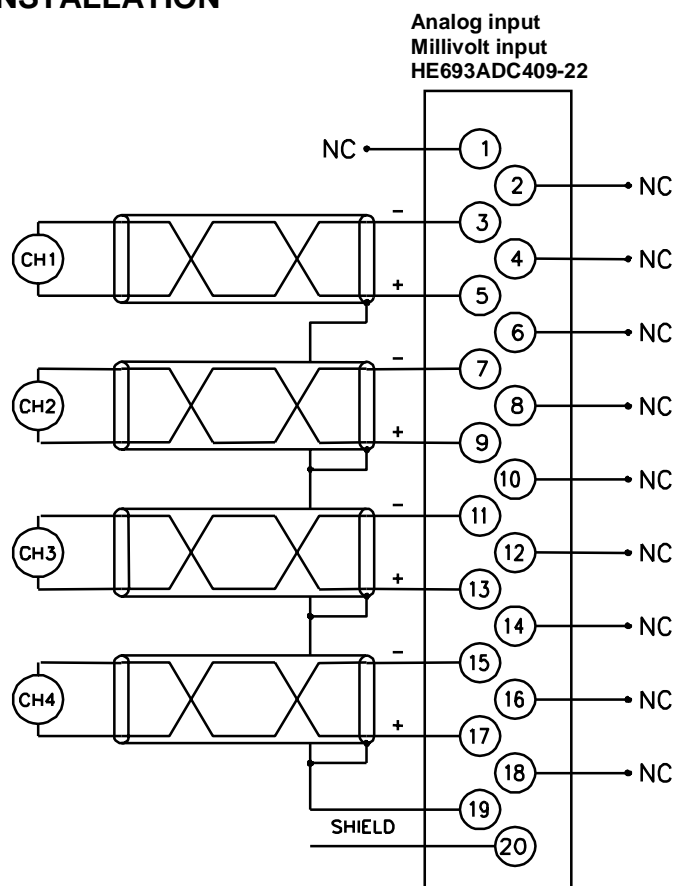 INSTALLATION
Analog input
Millivolt input
HE693ADC409-22
NC 1
2 NC
CH1 − 3
4 NC
+ 5
6 NC
CH2 − 7
8 NC
+ 9
10 NC
CH3 − 11
12 NC
+ 13
14 NC
CH4 − 15
16 NC
+ 17
18 NC
19
SHIELD
20